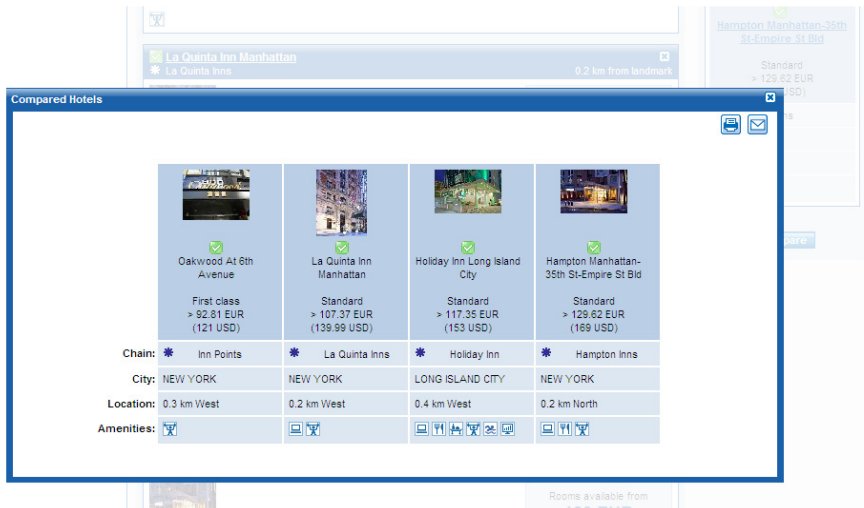 La Quinta Inn Manhattan
La Quinta Inns
0.2 km from landmark
Hampton Manhattan-35th
St-Empire St Bld
Standard
> 129.62 EUR
USD)
Compared Hotels
Oakwood At 6th
Avenue
First class
> 92.81 EUR
(121 USD)
La Quinta Inn
Manhattan
Standard
> 107.37 EUR
(139.99 USD)
Holiday Inn Long Island
City
Standard
> 117.35 EUR
(153 USD)
Hampton Manhattan-
35th St-Empire St Bld
Standard
> 129.62 EUR
(169 USD)
Chain: Inn Points La Quinta Inns Holiday Inn Hampton Inns
City: NEW YORK NEW YORK LONG ISLAND CITY NEW YORK
Location: 0.3 km West 0.2 km West 0.4 km West 0.2 km North
Amenities:
Rooms available from